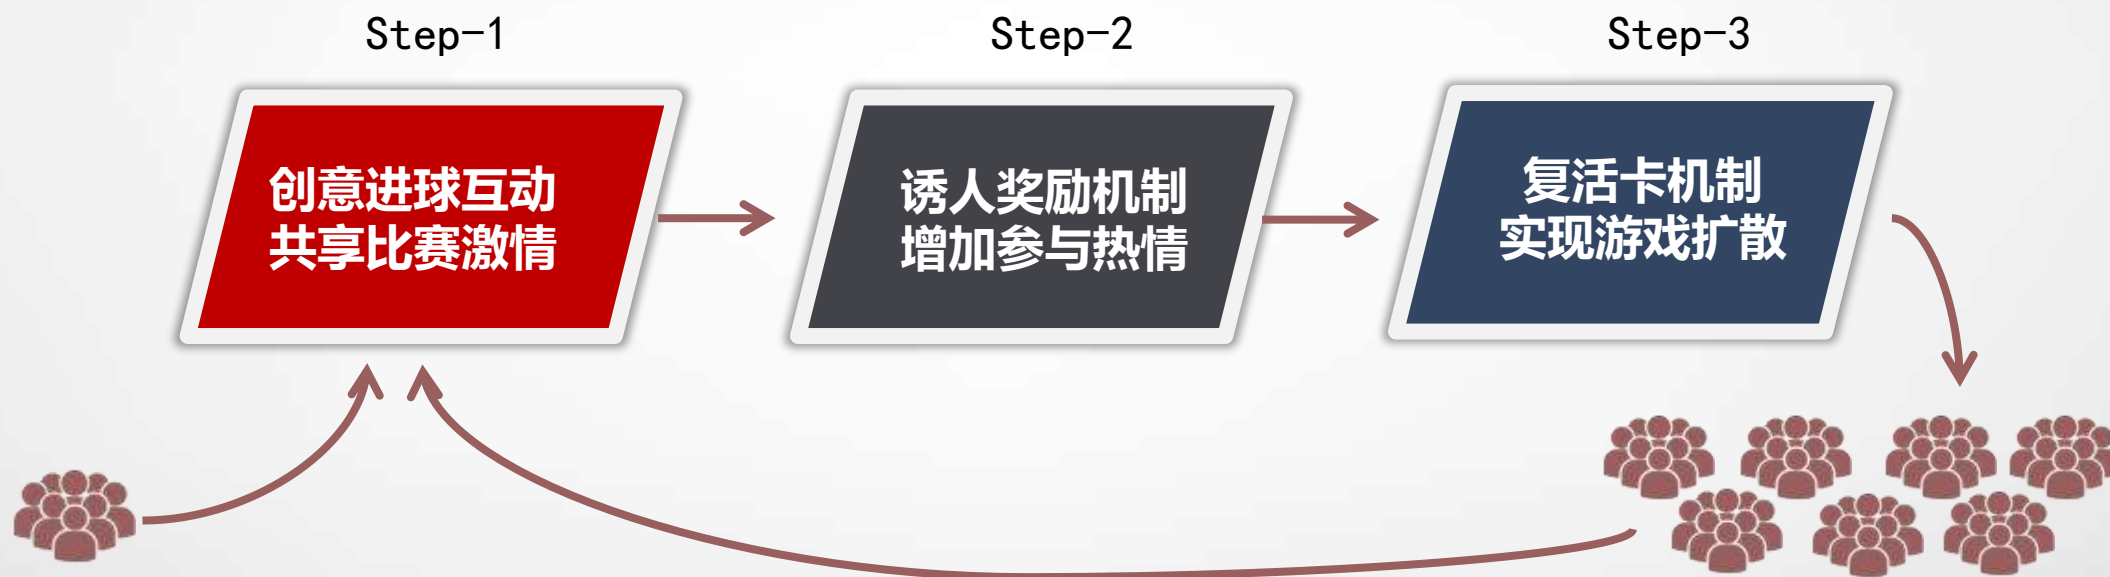 Step-1
Step-2
Step-3
创意进球互动
共享比赛激情
诱人奖励机制
增加参与热情
复活卡机制
实现游戏扩散